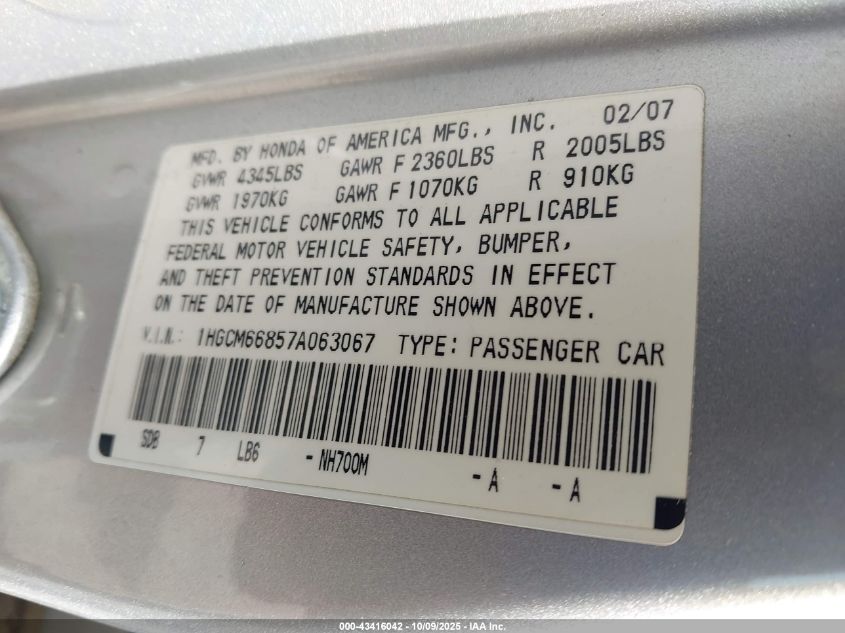 MFD. BY HONDA OF AMERICA MFG., INC. 02/07
GVWR 4345LBS GAWR F 2360LBS R 2005LBS
GVWR 1970KG GAWR F 1070KG R 910KG
THIS VEHICLE CONFORMS TO ALL APPLICABLE
FEDERAL MOTOR VEHICLE SAFETY, BUMPER,
AND THEFT PREVENTION STANDARDS IN EFFECT
ON THE DATE OF MANUFACTURE SHOWN ABOVE.
V.I.N.: 1HGCM66857A063067 TYPE: PASSENGER CAR
SDB 7 LB6 - NH700M - A - A
000-43416042 - 10/09/2025 - IAA Inc.